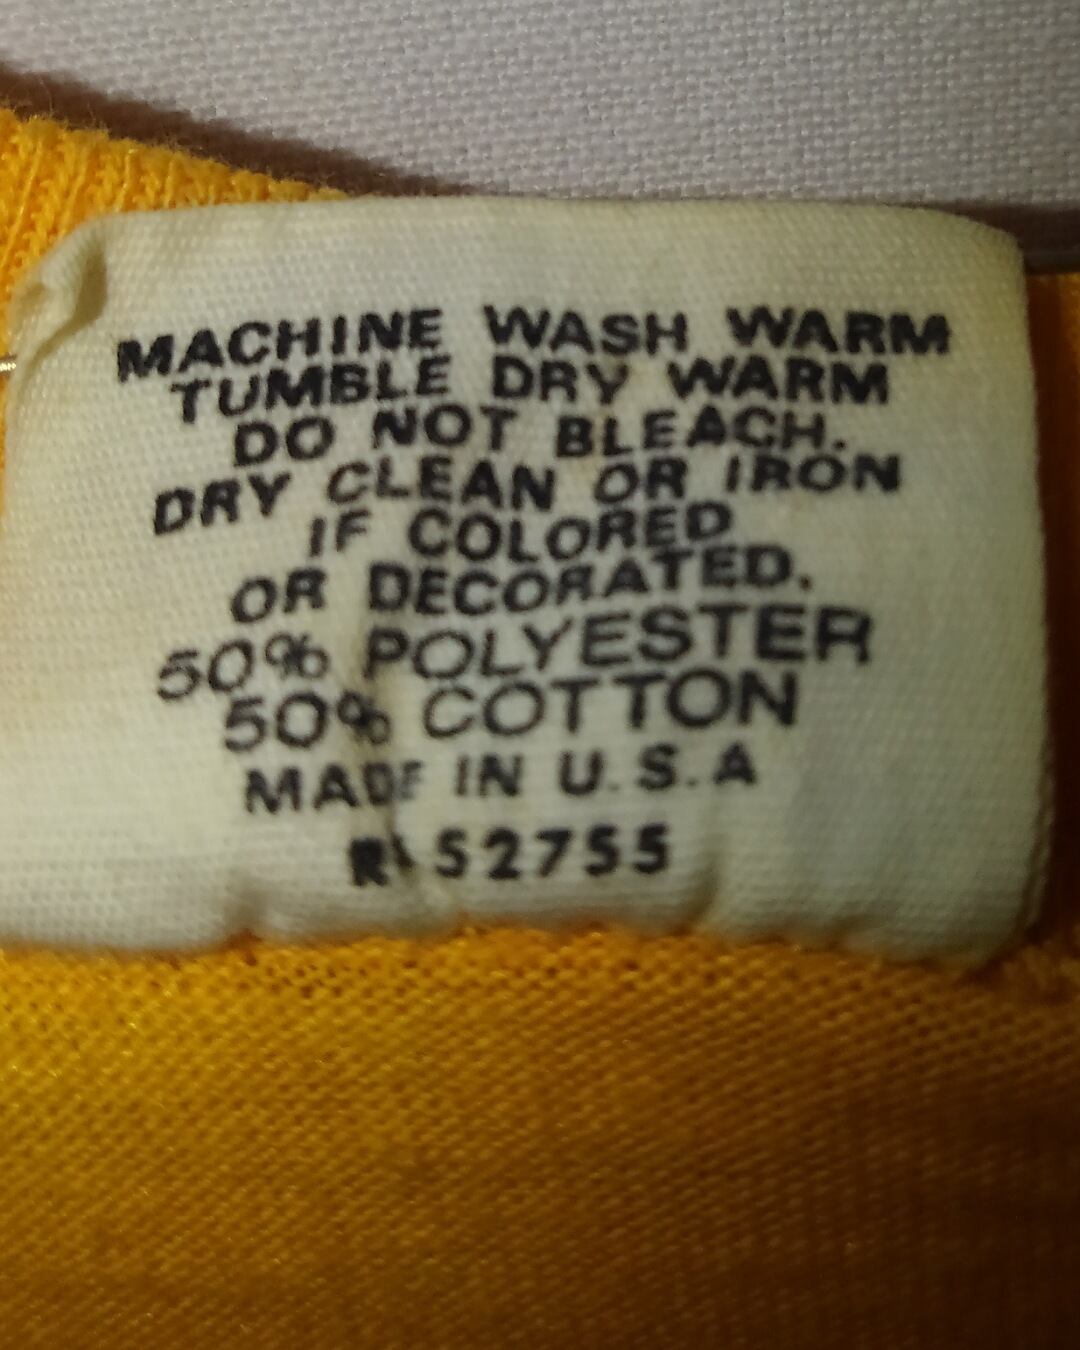 MACHINE WASH WARM
TUMBLE DRY WARM
DO NOT BLEACH.
DRY CLEAN OR IRON
IF COLORED
OR DECORATED.
50% POLYESTER
50% COTTON
MADE IN U.S.A
RN 52755